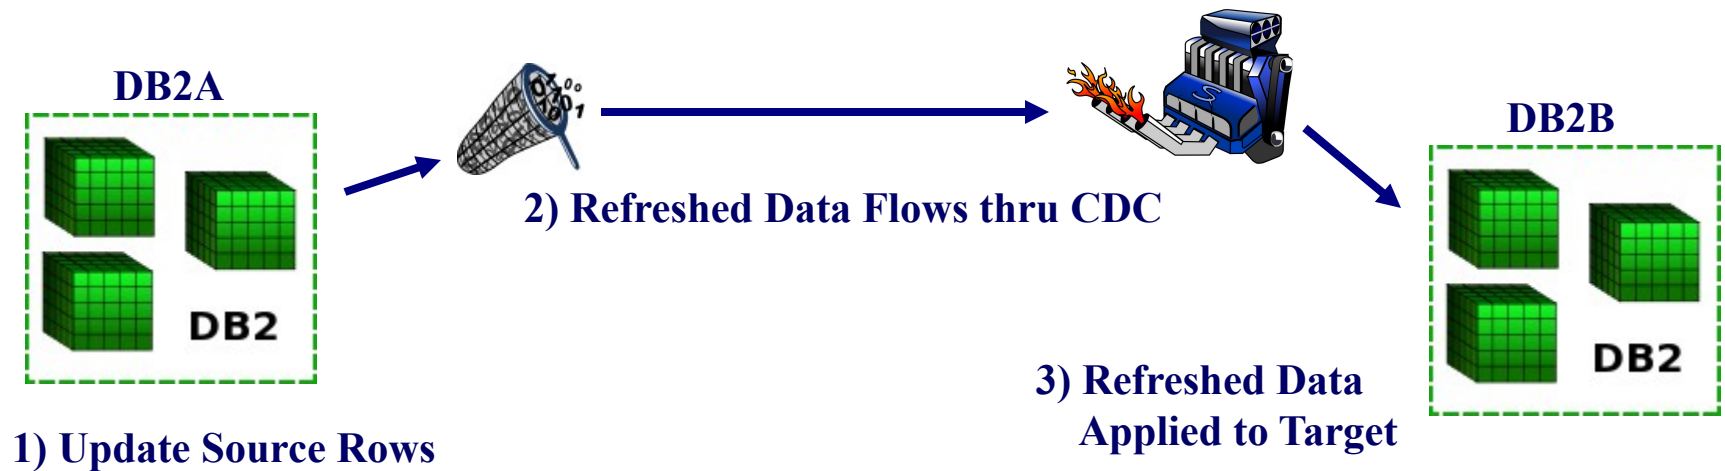 DB2A
DB2B
2) Refreshed Data Flows thru CDC
DB2
DB2
3) Refreshed Data
Applied to Target
1) Update Source Rows